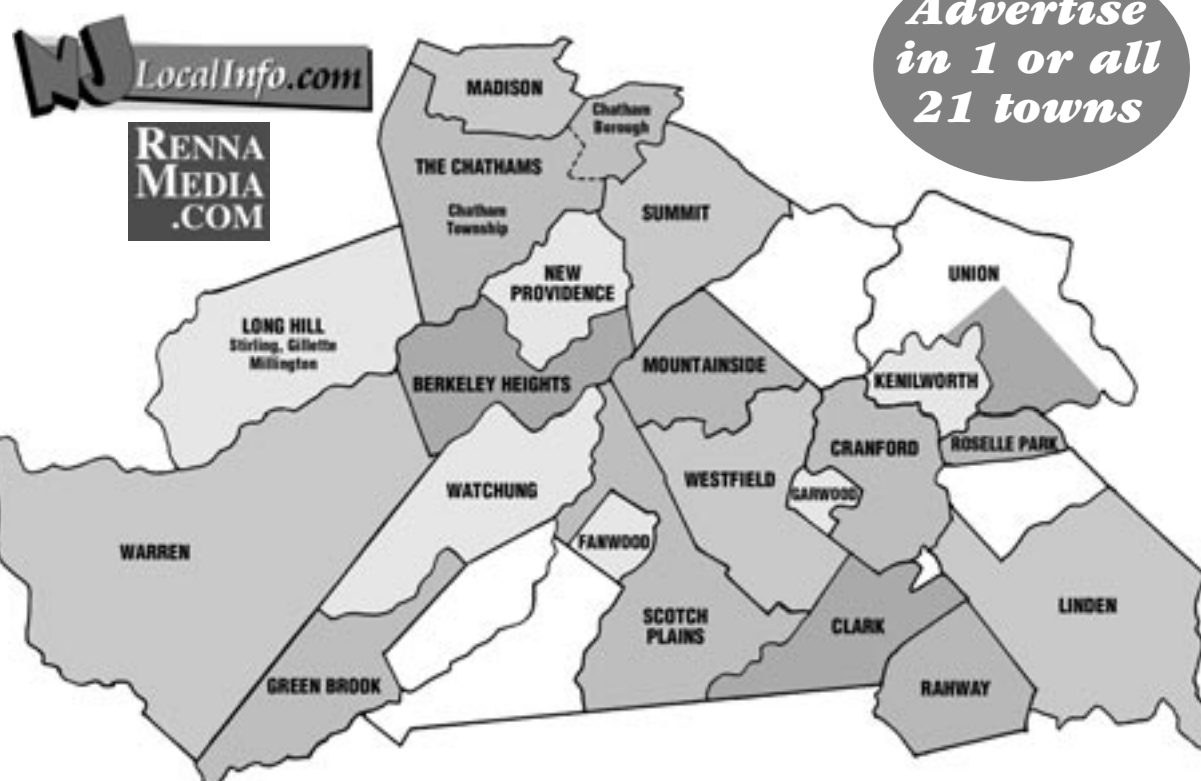 NJ LocalInfo.com
RENNA
MEDIA
.COM
Advertise
in 1 or all
21 towns
MADISON
Chatham
Borough
THE CHATHAMS
Chatham
Township
SUMMIT
NEW
PROVIDENCE
UNION
LONG HILL
Stirling, Gillette
Millington
BERKELEY HEIGHTS
MOUNTAINSIDE
KENILWORTH
CRANFORD
ROSELLE PARK
WATCHUNG
WESTFIELD
GARWOOD
WARREN
FANWOOD
SCOTCH
PLAINS
CLARK
LINDEN
GREEN BROOK
RAHWAY